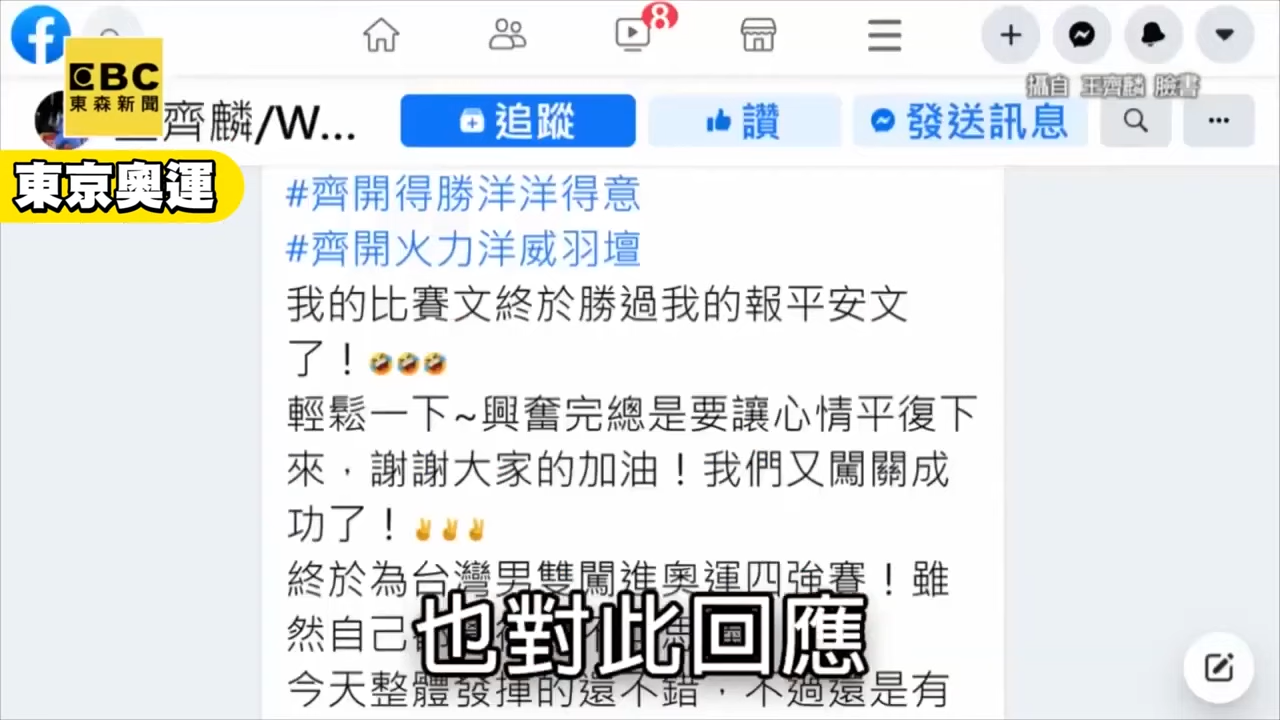 8
EBC
東森新聞
攝自 王齊麟 臉書
齊麟/W...
追蹤
讚
發送訊息
東京奧運
#齊開得勝洋洋得意
#齊開火力洋威羽壇
我的比賽文終於勝過我的報平安文
了！🤣🤣🤣
輕鬆一下~興奮完總是要讓心情平復下
來，謝謝大家的加油！我們又闖關成
功了！✌✌✌
終於為台灣男雙闖進奧運四強賽！雖
然自己
也對此回應
今天整體發揮的還不錯，不過還是有